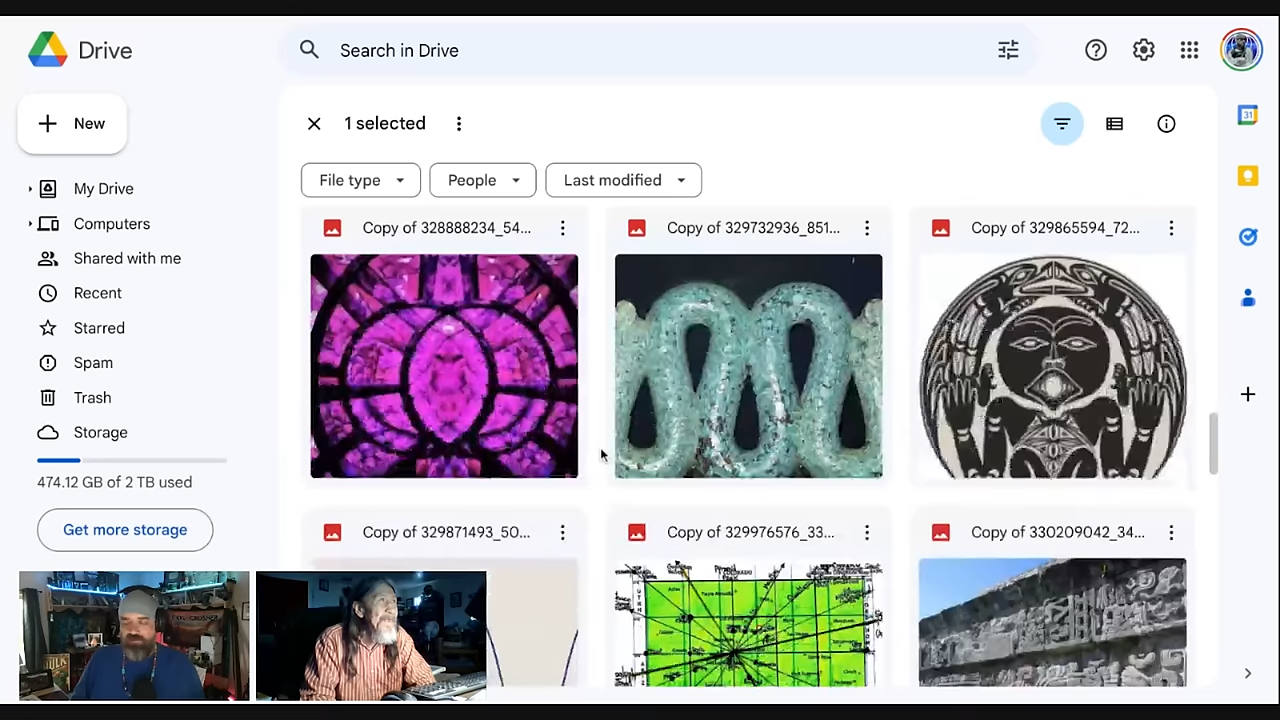 Drive
Search in Drive
New
1 selected
File type
People
Last modified
My Drive
Computers
Shared with me
Recent
Starred
Spam
Trash
Storage
474.12 GB of 2 TB used
Get more storage
Copy of 328888234_54...
Copy of 329732936_851...
Copy of 329865594_72...
Copy of 329871493_50...
Copy of 329976576_33...
Copy of 330209042_34...
31